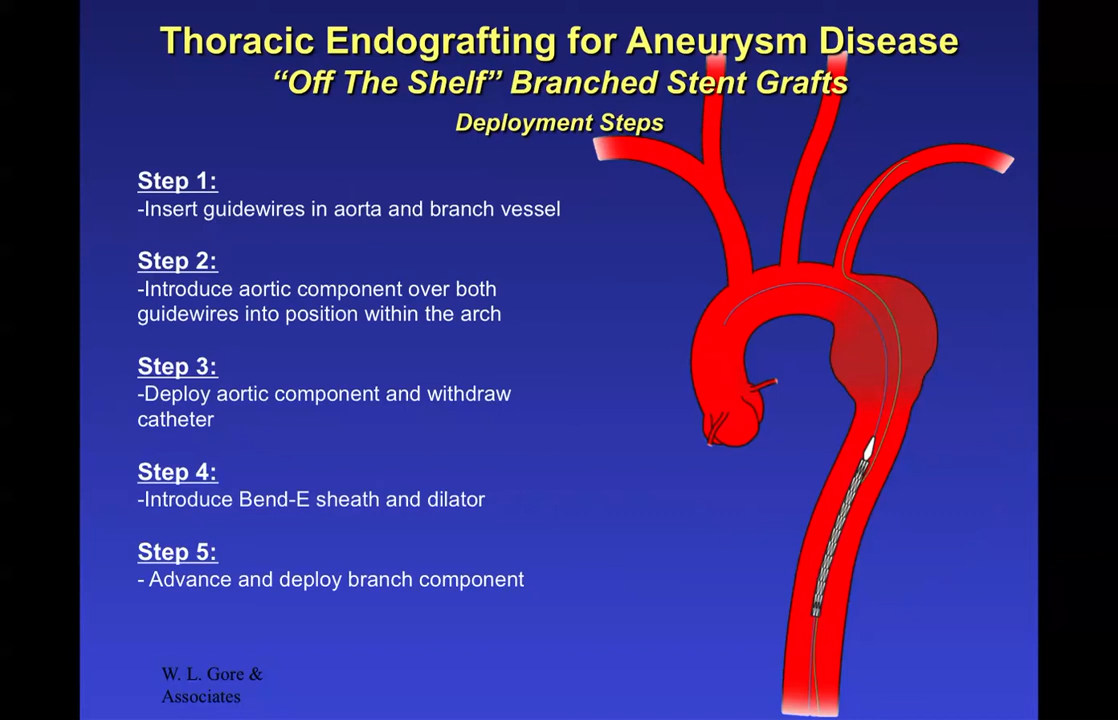 Thoracic Endografting for Aneurysm Disease
“Off The Shelf” Branched Stent Grafts
Deployment Steps
Step 1:
-Insert guidewires in aorta and branch vessel
Step 2:
-Introduce aortic component over both
guidewires into position within the arch
Step 3:
-Deploy aortic component and withdraw
catheter
Step 4:
-Introduce Bend-E sheath and dilator
Step 5:
- Advance and deploy branch component
W. L. Gore &
Associates